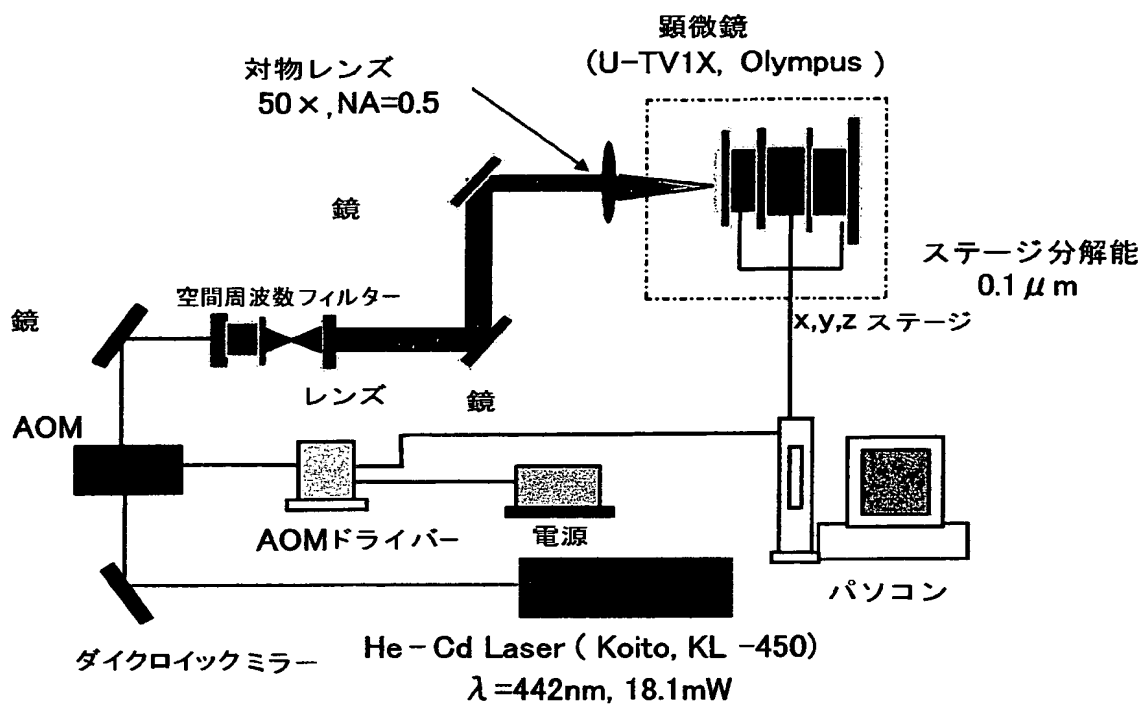 顕微鏡
(U-TV1X, Olympus )
対物レンズ
50×, NA=0.5
鏡
ステージ分解能
0.1μm
空間周波数フィルター
鏡
x,y,z ステージ
レンズ
鏡
AOM
AOMドライバー
電源
パソコン
ダイクロイックミラー
He-Cd Laser ( Koito, KL -450)
λ=442nm, 18.1mW